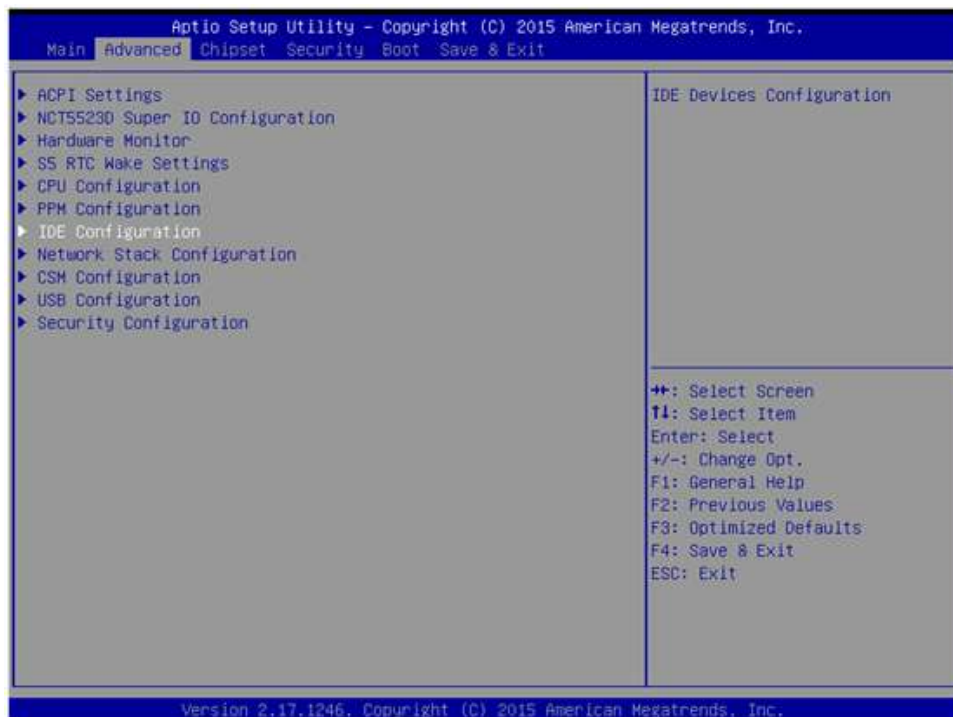 Aptio Setup Utility – Copyright (C) 2015 American Megatrends, Inc.
Main Advanced Chipset Security Boot Save & Exit
ACPI Settings
NCT5523D Super IO Configuration
Hardware Monitor
S5 RTC Wake Settings
CPU Configuration
PPM Configuration
IDE Configuration
Network Stack Configuration
CSM Configuration
USB Configuration
Security Configuration
IDE Devices Configuration
→←: Select Screen
↑↓: Select Item
Enter: Select
+/-: Change Opt.
F1: General Help
F2: Previous Values
F3: Optimized Defaults
F4: Save & Exit
ESC: Exit
Version 2.17.1246. Copyright (C) 2015 American Megatrends, Inc.